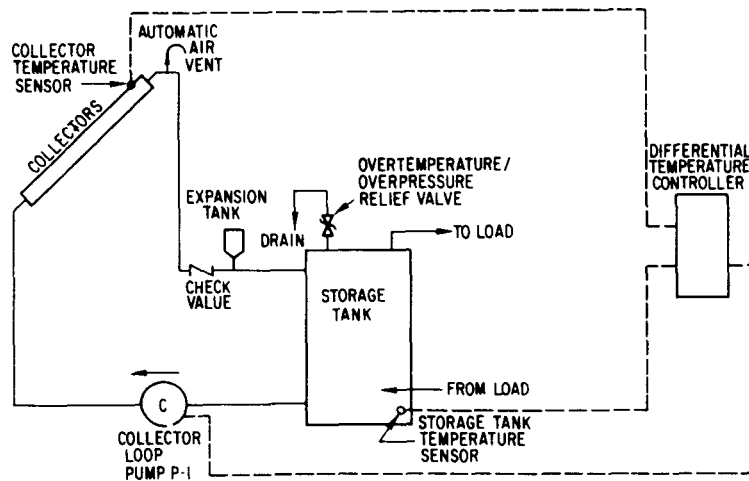 COLLECTOR
TEMPERATURE
SENSOR
AUTOMATIC
AIR
VENT
COLLECTORS
EXPANSION
TANK
OVERTEMPERATURE/
OVERPRESSURE
RELIEF VALVE
DIFFERENTIAL
TEMPERATURE
CONTROLLER
DRAIN
TO LOAD
CHECK
VALUE
STORAGE
TANK
FROM LOAD
C
COLLECTOR
LOOP
PUMP P-1
STORAGE TANK
TEMPERATURE
SENSOR